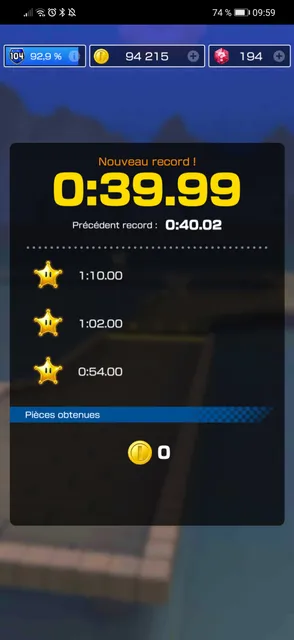 74 % 09:59
104 92,9 % 94 215 194
Nouveau record !
0:39.99
Précédent record : 0:40.02
1:10.00
1:02.00
0:54.00
Pièces obtenues
0